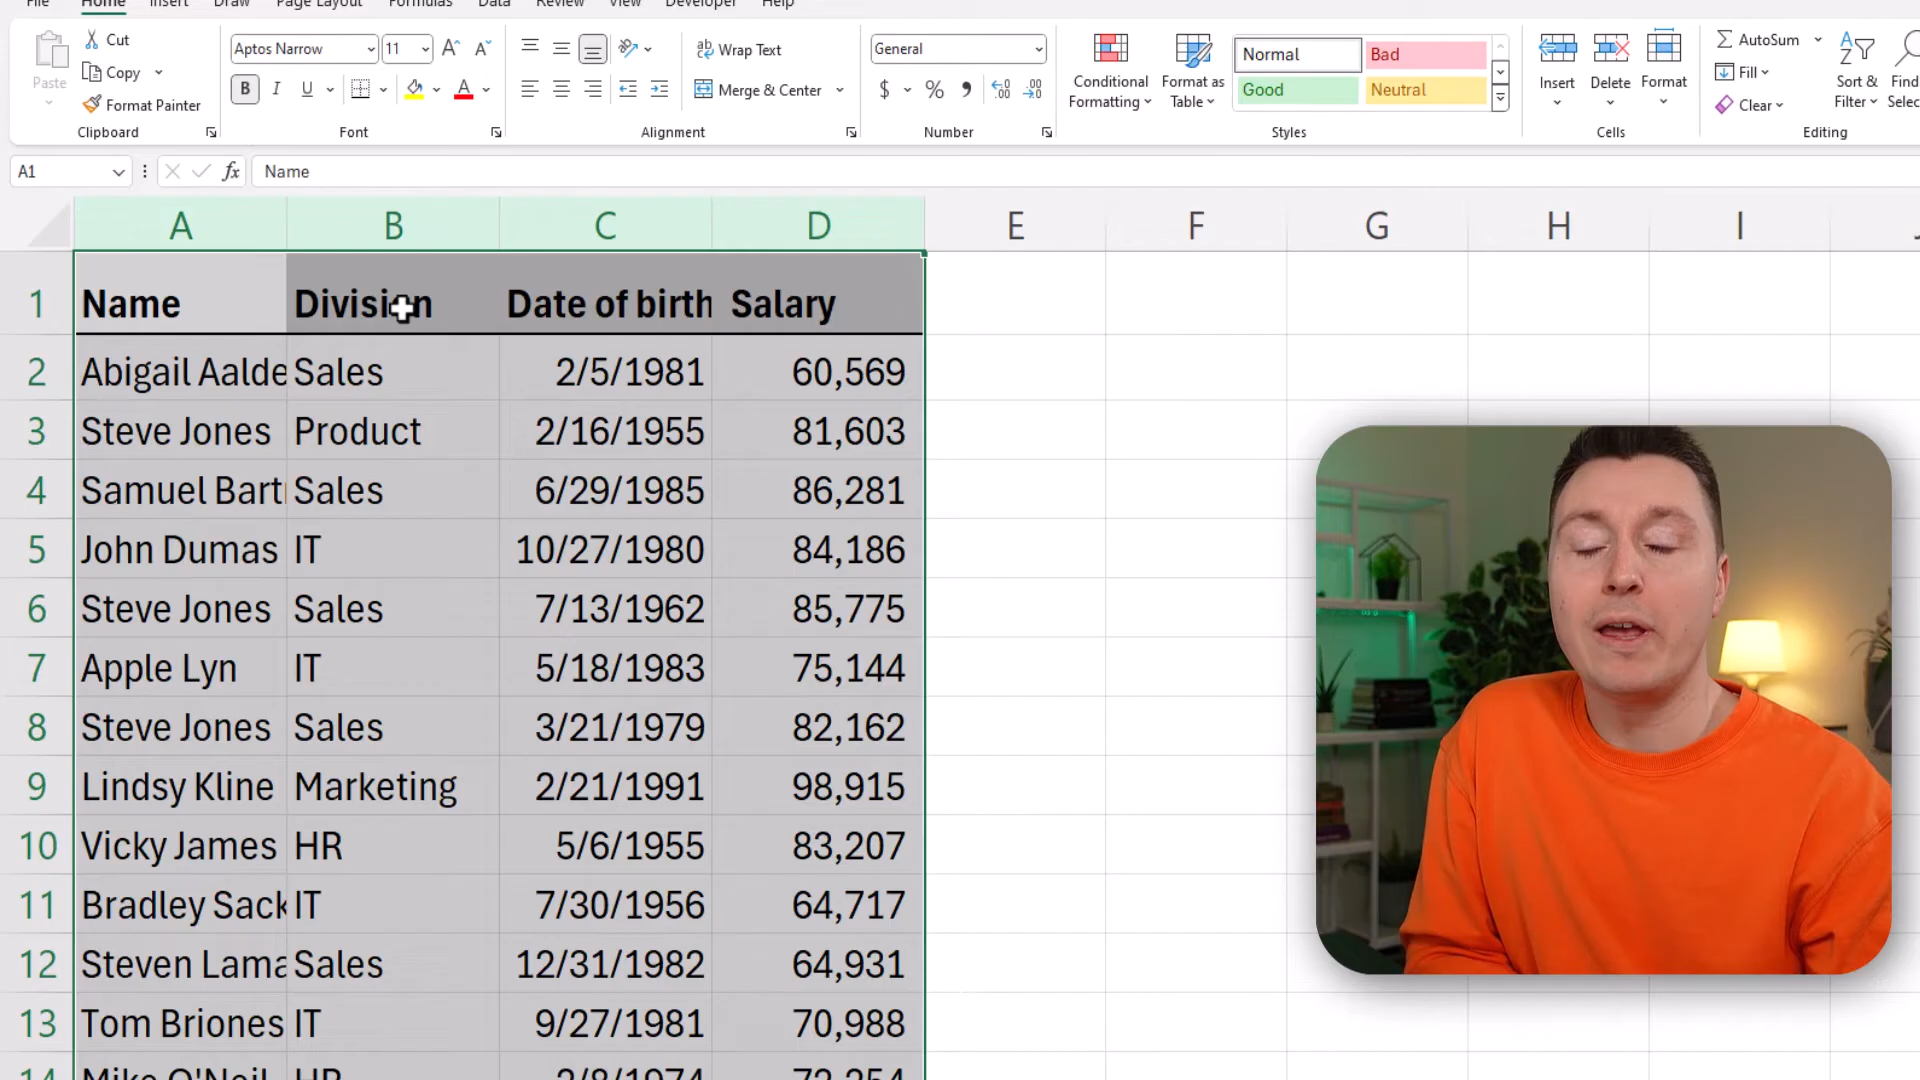 File Home Insert Draw Page Layout Formulas Data Review View Developer Help
Paste Cut Copy Format Painter
Clipboard
Aptos Narrow 11
B I U A
Font
Wrap Text
Merge & Center
Alignment
General
$ %
Number
Conditional Formatting
Format as Table
Normal Bad
Good Neutral
Styles
Insert Delete Format
Cells
AutoSum
Fill
Clear
Sort & Filter
Editing
A1 fx Name
A B C D E F G H I
1 Name Division Date of birth Salary
2 Abigail Aalde Sales 2/5/1981 60,569
3 Steve Jones Product 2/16/1955 81,603
4 Samuel Bart Sales 6/29/1985 86,281
5 John Dumas IT 10/27/1980 84,186
6 Steve Jones Sales 7/13/1962 85,775
7 Apple Lyn IT 5/18/1983 75,144
8 Steve Jones Sales 3/21/1979 82,162
9 Lindsy Kline Marketing 2/21/1991 98,915
10 Vicky James HR 5/6/1955 83,207
11 Bradley Sack IT 7/30/1956 64,717
12 Steven Lama Sales 12/31/1982 64,931
13 Tom Briones IT 9/27/1981 70,988
14 Mike O'Neil HR